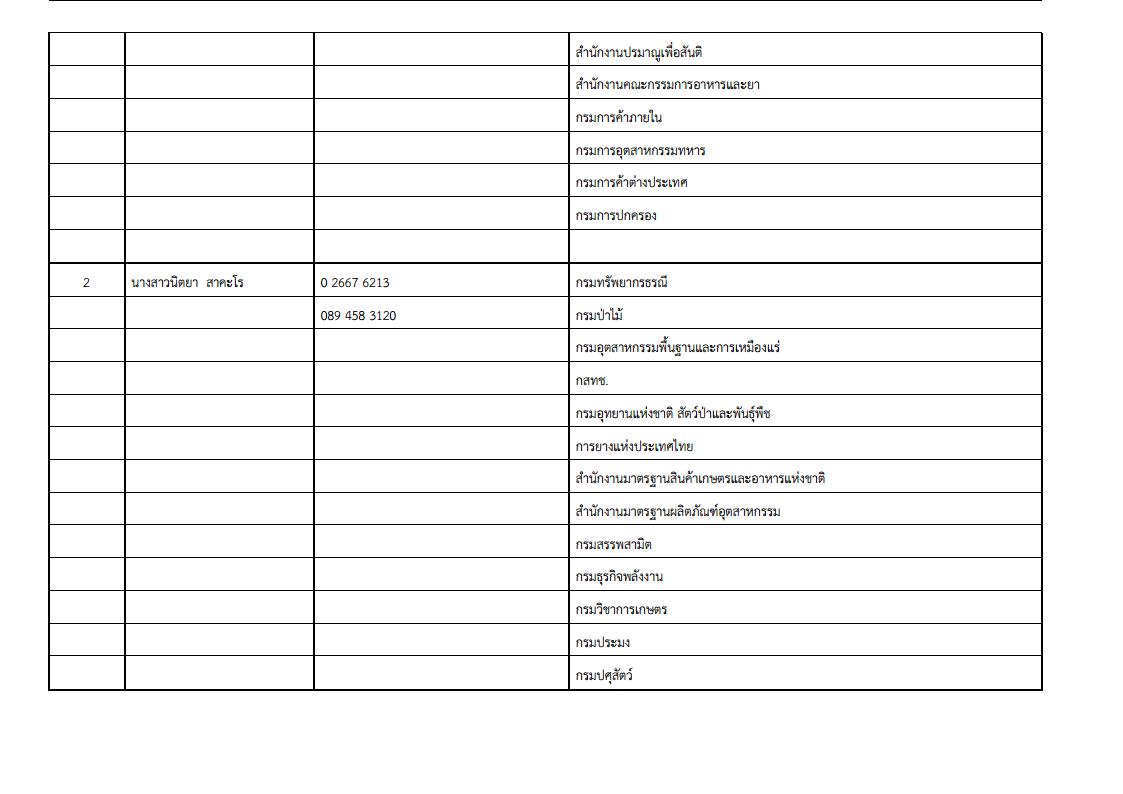 สำนักงานปรมาณูเพื่อสันติ
สำนักงานคณะกรรมการอาหารและยา
กรมการค้าภายใน
กรมการอุตสาหกรรมทหาร
กรมการค้าต่างประเทศ
กรมการปกครอง
2 นางสาวนิตยา สาคะโร 0 2667 6213 กรมทรัพยากรธรณี
089 458 3120 กรมป่าไม้
กรมอุตสาหกรรมพื้นฐานและการเหมืองแร่
กสทช.
กรมอุทยานแห่งชาติ สัตว์ป่าและพันธุ์พืช
การยางแห่งประเทศไทย
สำนักงานมาตรฐานสินค้าเกษตรและอาหารแห่งชาติ
สำนักงานมาตรฐานผลิตภัณฑ์อุตสาหกรรม
กรมสรรพสามิต
กรมธุรกิจพลังงาน
กรมวิชาการเกษตร
กรมประมง
กรมปศุสัตว์